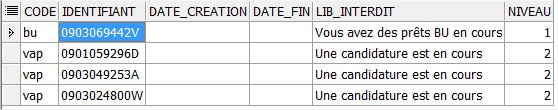 CODE IDENTIFIANT DATE_CREATION DATE_FIN LIB_INTERDIT NIVEAU
bu 0903069442V Vous avez des prêts BU en cours 1
vap 0901059296D Une candidature est en cours 2
vap 0903049253A Une candidature est en cours 2
vap 0903024800W Une candidature est en cours 2